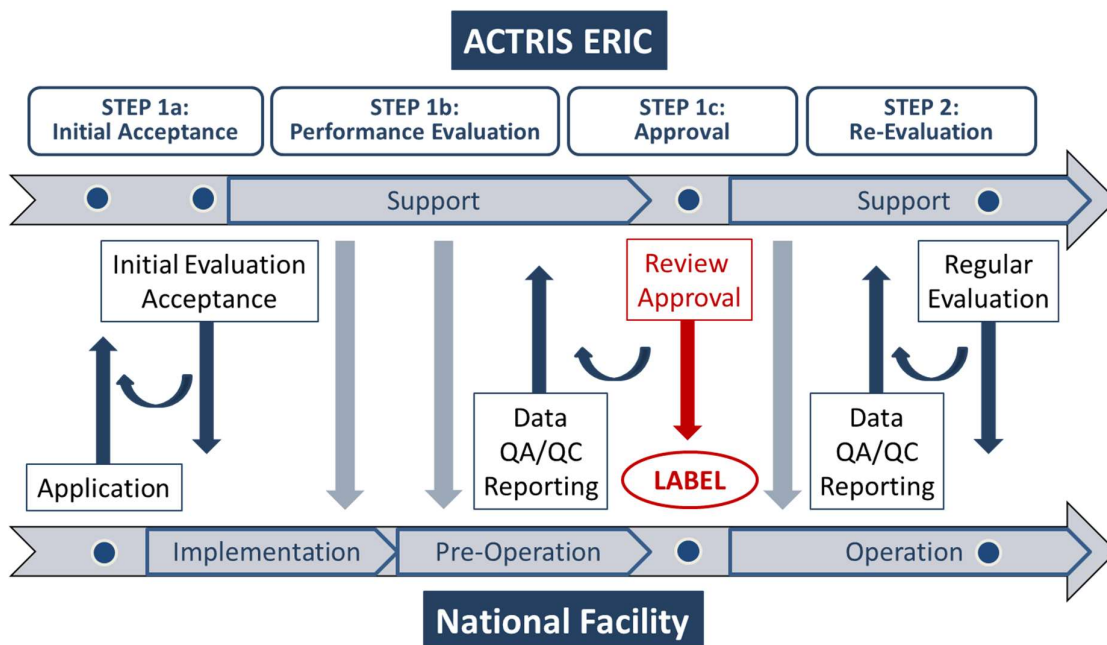 ACTRIS ERIC
STEP 1a:
Initial Acceptance
STEP 1b:
Performance Evaluation
STEP 1c:
Approval
STEP 2:
Re-Evaluation
Support
Support
Initial Evaluation
Acceptance
Review
Approval
Regular
Evaluation
Application
Data
QA/QC
Reporting
LABEL
Data
QA/QC
Reporting
Implementation
Pre-Operation
Operation
National Facility